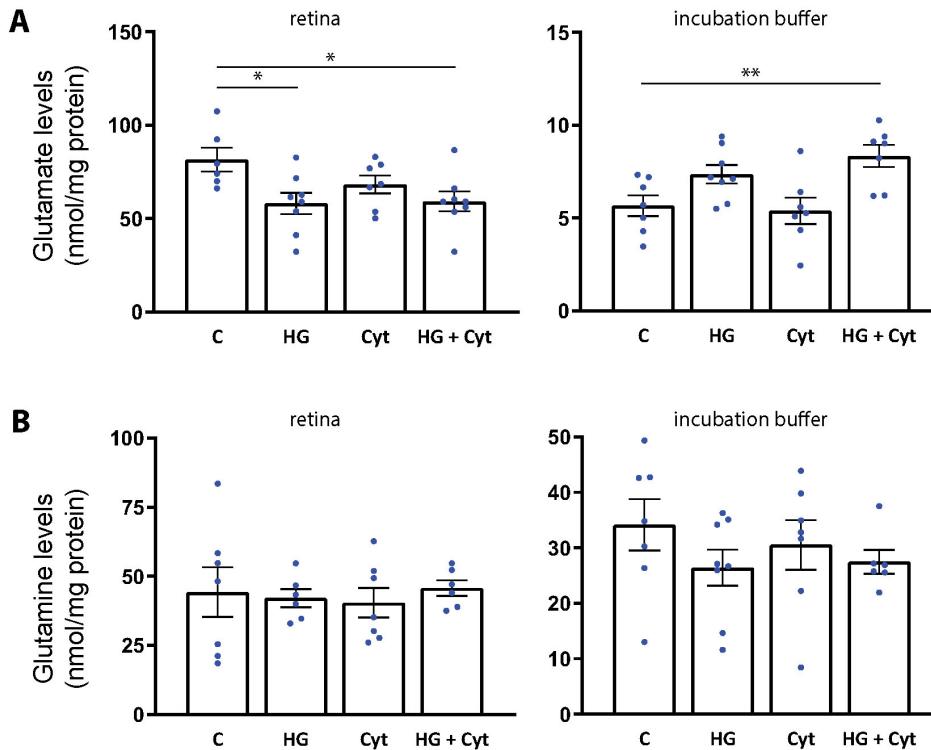 A
retina
incubation buffer
Glutamate levels
(nmol/mg protein)
150
100
50
0
*
*
C
HG
Cyt
HG + Cyt
15
10
5
0
**
C
HG
Cyt
HG + Cyt
B
retina
incubation buffer
Glutamine levels
(nmol/mg protein)
100
75
50
25
0
C
HG
Cyt
HG + Cyt
50
40
30
20
10
0
C
HG
Cyt
HG + Cyt